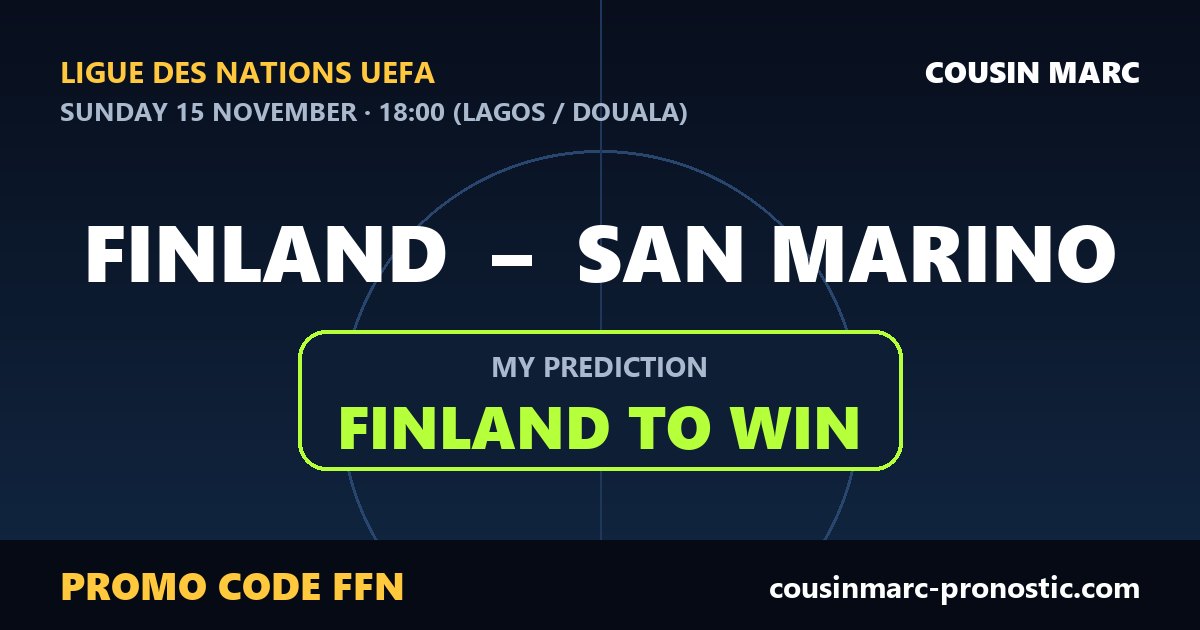 LIGUE DES NATIONS UEFA
COUSIN MARC
SUNDAY 15 NOVEMBER · 18:00 (LAGOS / DOUALA)
FINLAND – SAN MARINO
MY PREDICTION
FINLAND TO WIN
PROMO CODE FFN
cousinmarc-pronostic.com